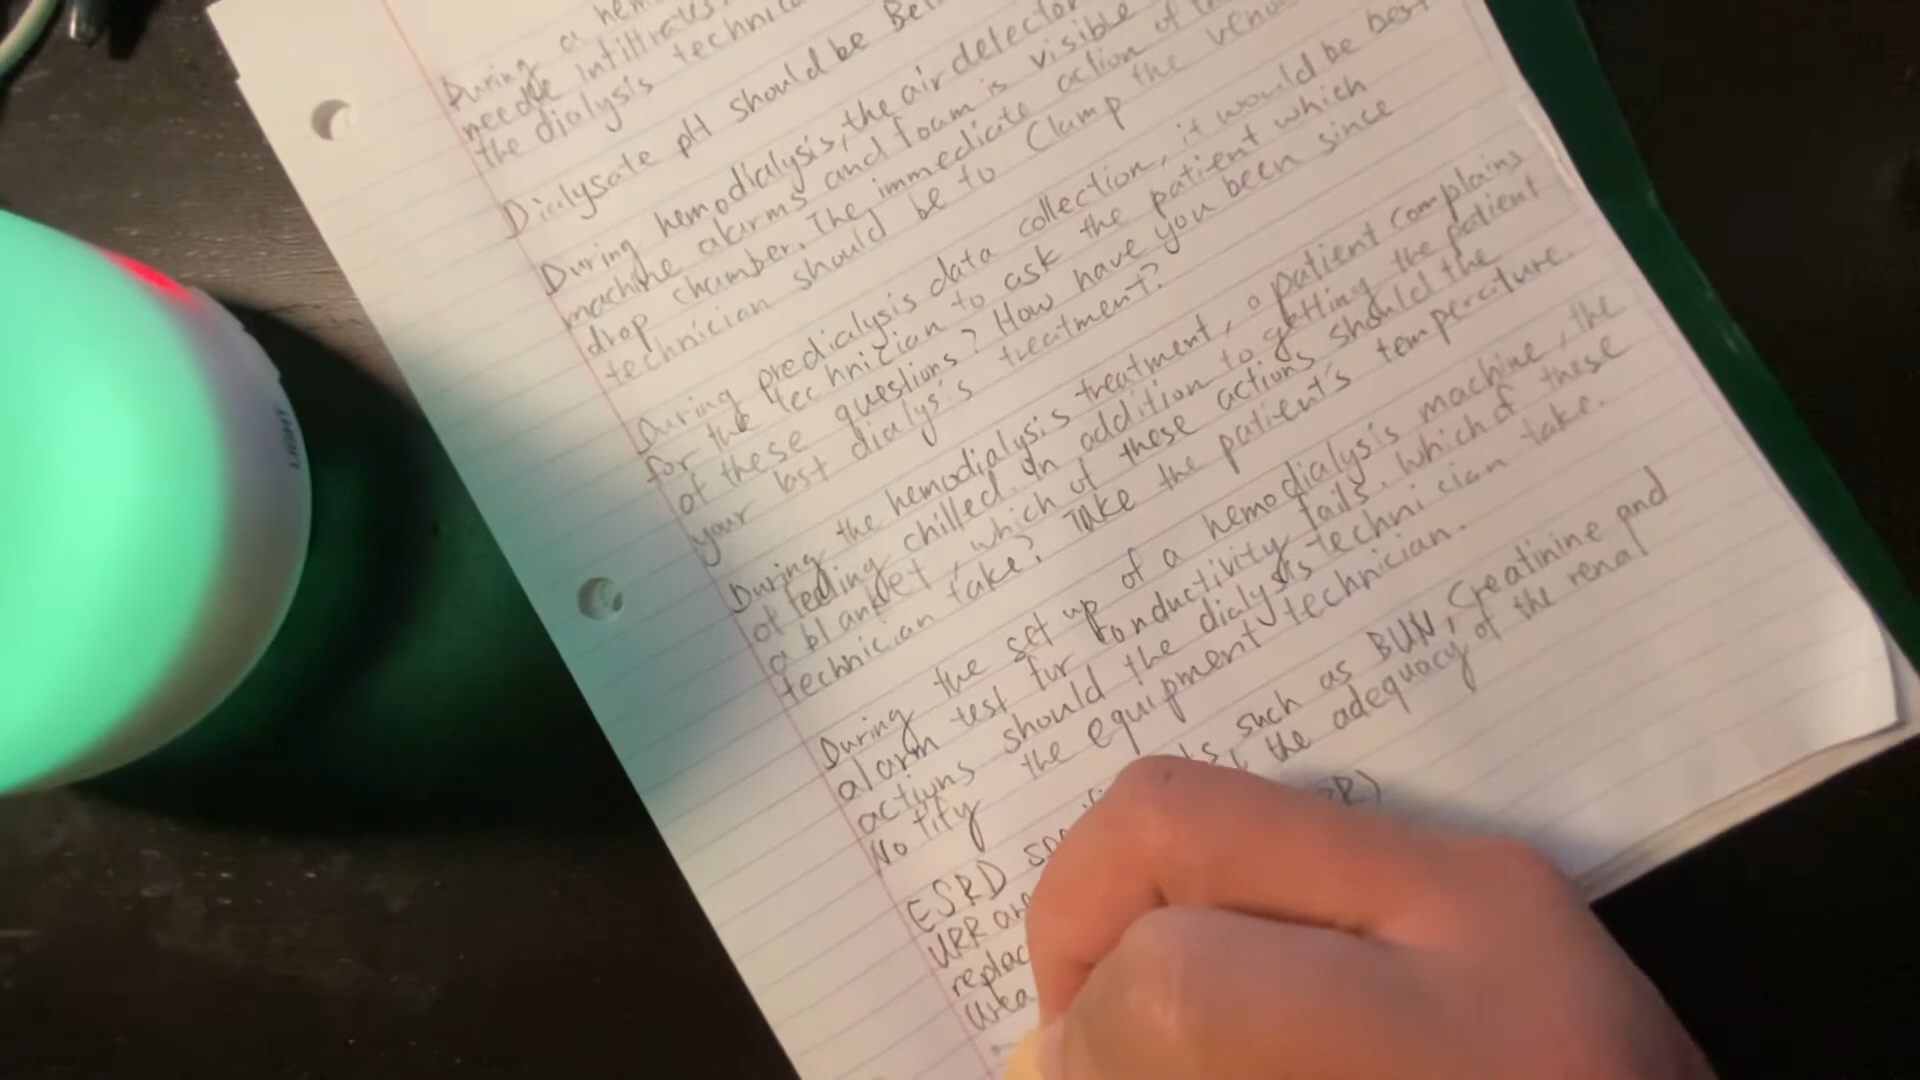 During a hem
needle infiltrates
the dialysis technic
Dialysate pH should be Be
During hemodialysis, the air detector
machine alarms and foam is visible
drop chamber. The immediate action of t
technician should be to Clamp the veno
During predialysis data collection, it would be best
for the technician to ask the patient which
of these questions? How have you been since
your last dialysis treatment?
During the hemodialysis treatment, a patient complains
of feeling chilled. In addition to getting the patient
a blanket, which of these actions should the
technician take? Take the patient's temperature.
During the set up of a hemodialysis machine, the
alarm test for conductivity fails. Which of these
actions should the dialysis technician take.
Notify the equipment technician.
ESRD such as BUN, Creatinine and
URR are the adequacy of the renal
replac
Urea
LIGHT